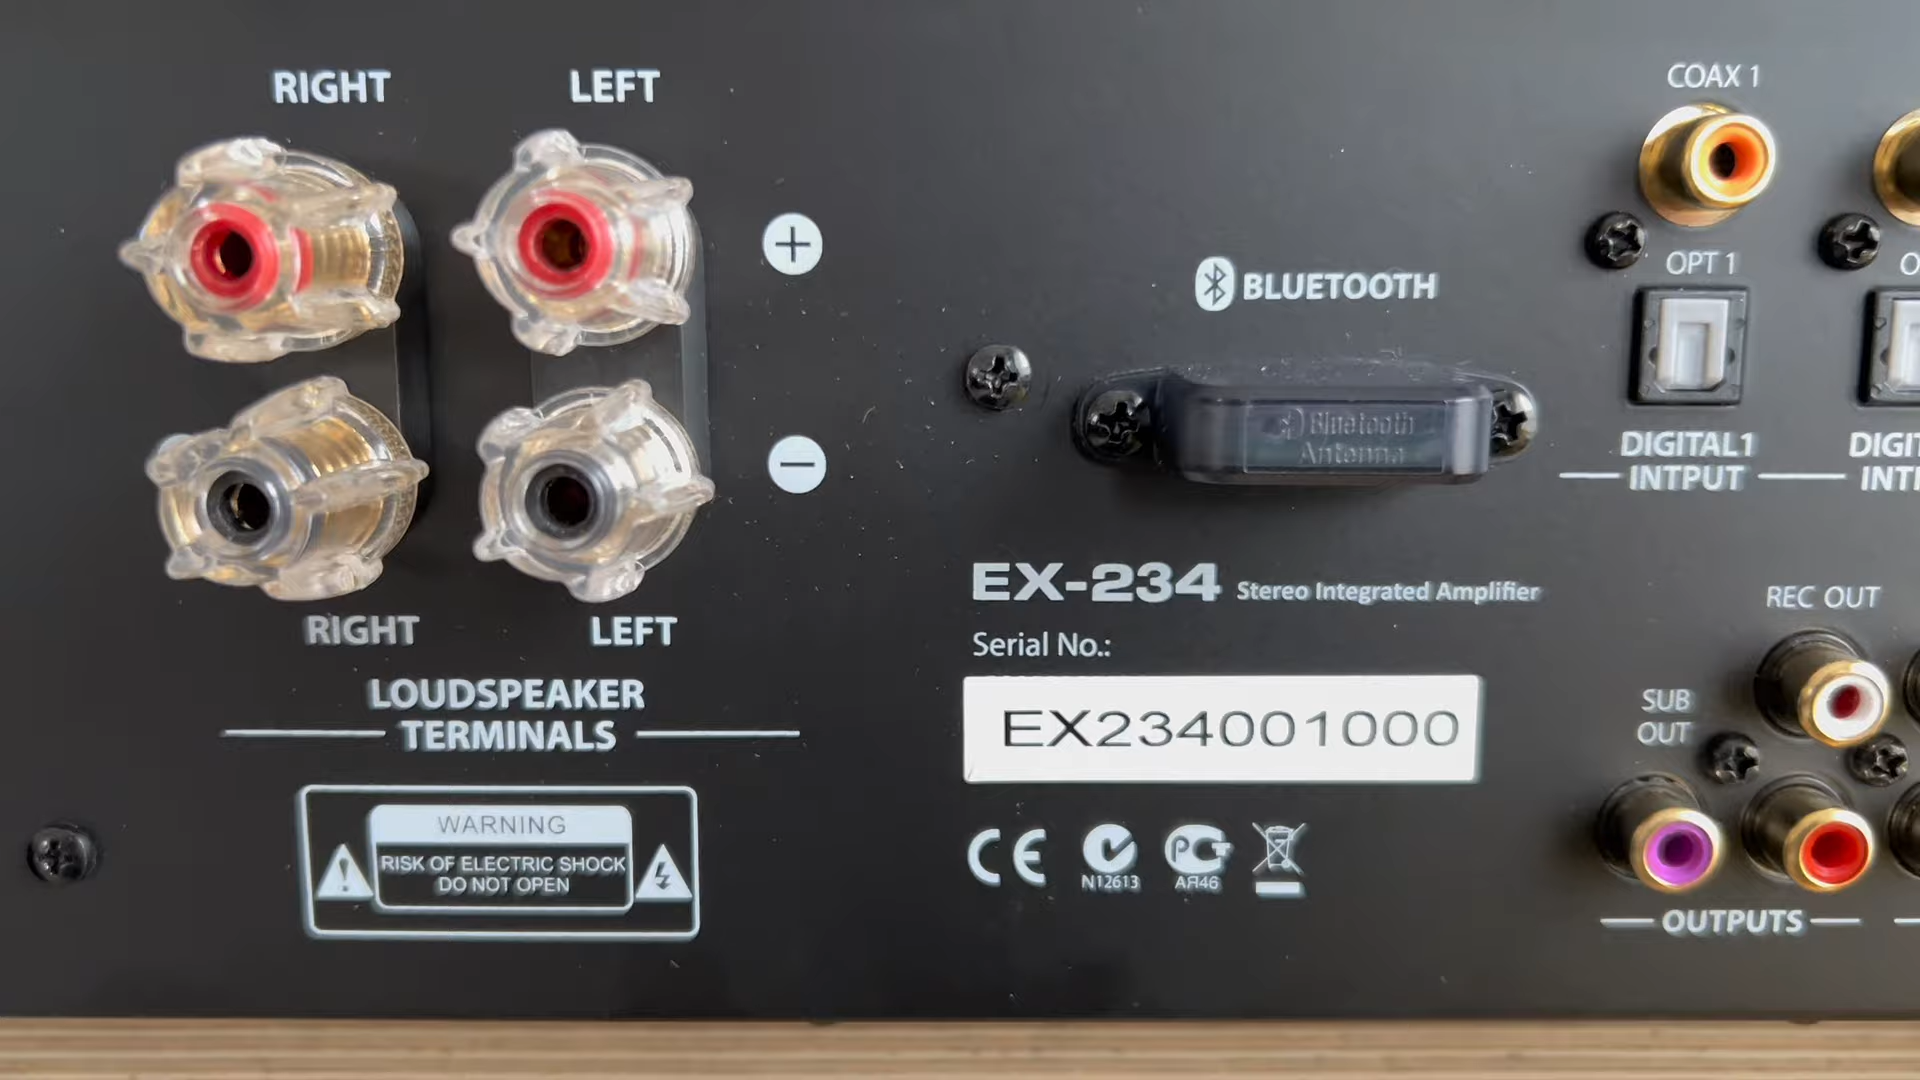 RIGHT
LEFT
COAX 1
OPT 1
BLUETOOTH
Bluetooth
Antenna
DIGITAL1
INTPUT
EX-234 Stereo Integrated Amplifier
Serial No.:
EX234001000
REC OUT
SUB
OUT
RIGHT
LEFT
LOUDSPEAKER
TERMINALS
WARNING
RISK OF ELECTRIC SHOCK
DO NOT OPEN
CE
N12613
АЯ46
OUTPUTS